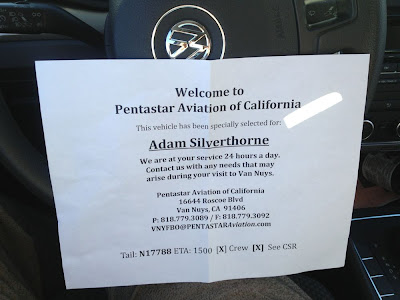 Welcome to
Pentastar Aviation of California
This vehicle has been specially selected for:
Adam Silverthorne
We are at your service 24 hours a day.
Contact us with any needs that may
arise during your visit to Van Nuys.
Pentastar Aviation of California
16644 Roscoe Blvd
Van Nuys, CA 91406
P: 818.779.3089 / F: 818.779.3092
VNYFBO@PENTASTARAviation.com
Tail: N17788 ETA: 1500 [X] Crew [X] See CSR